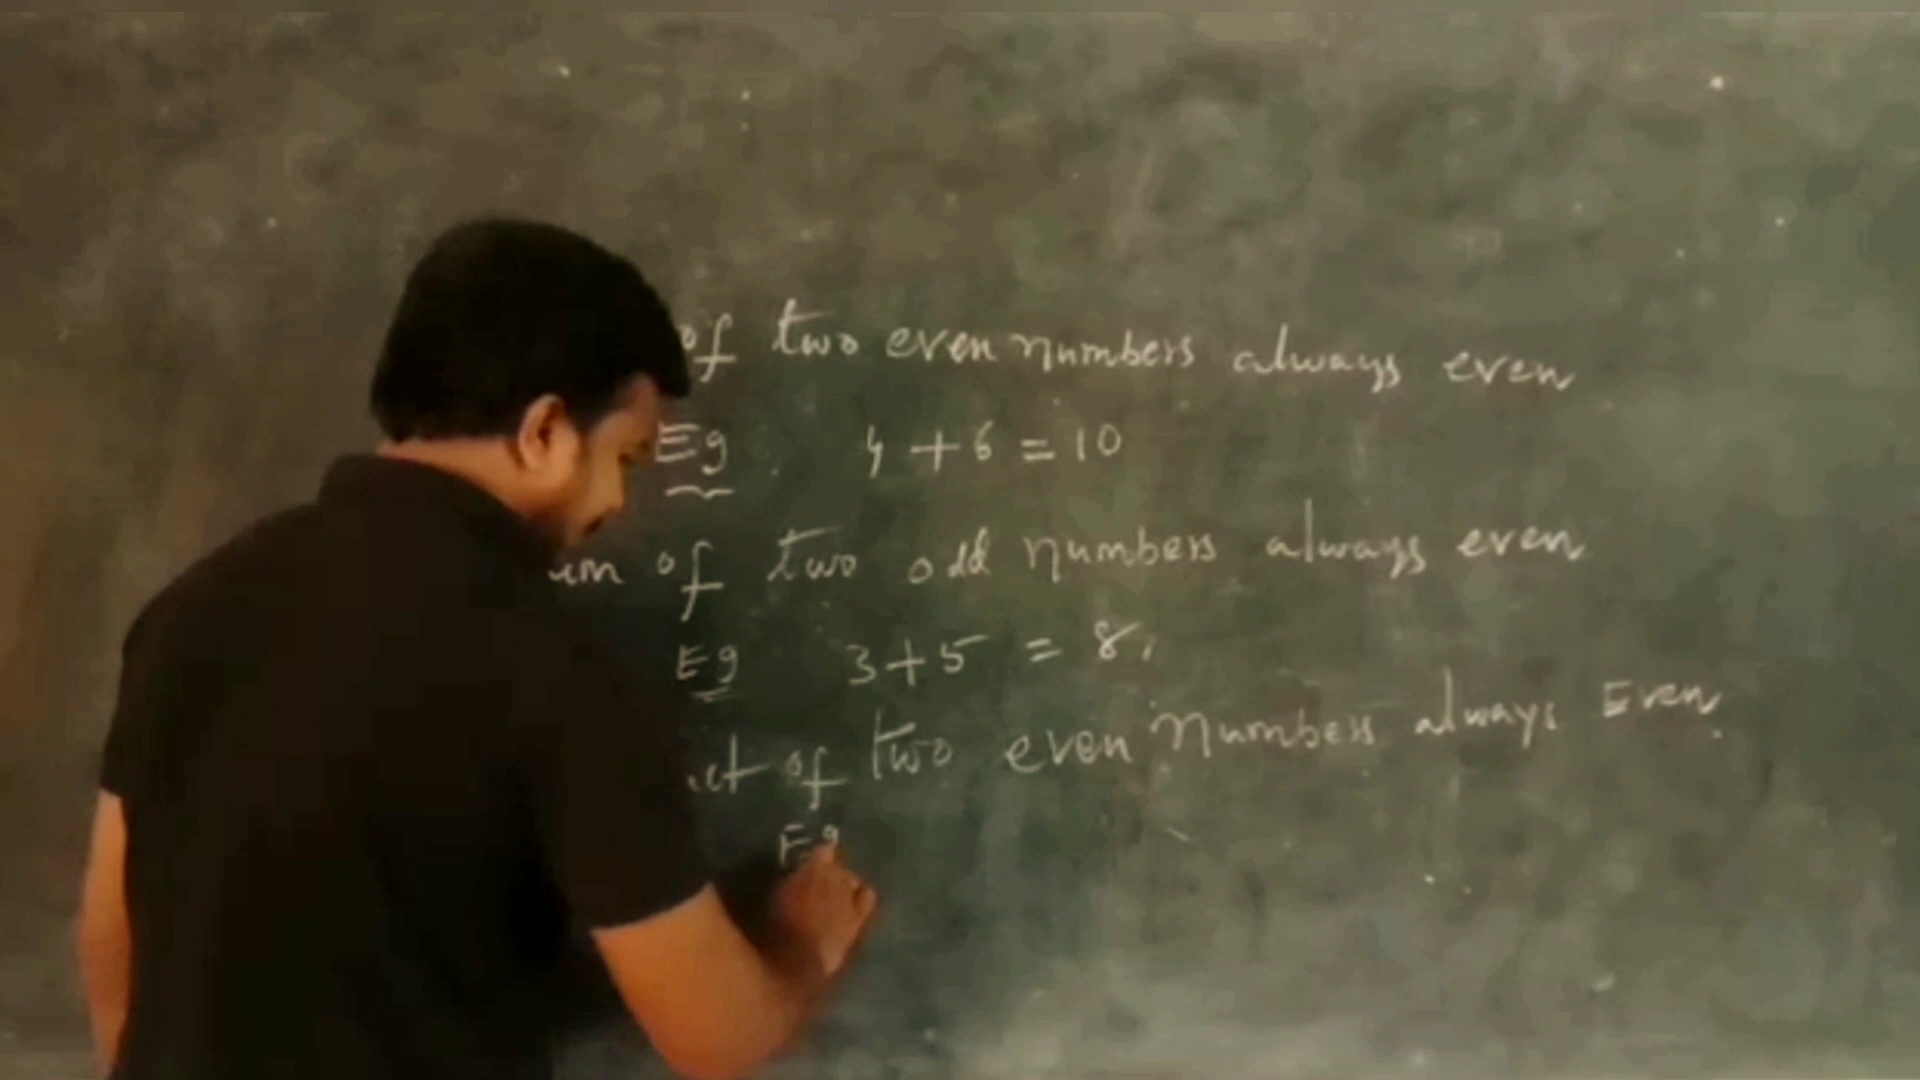 of two even numbers always even
Eg 4 + 6 = 10
um of two odd numbers always even
Eg 3 + 5 = 8
ct of two even numbers always Even.
Eg